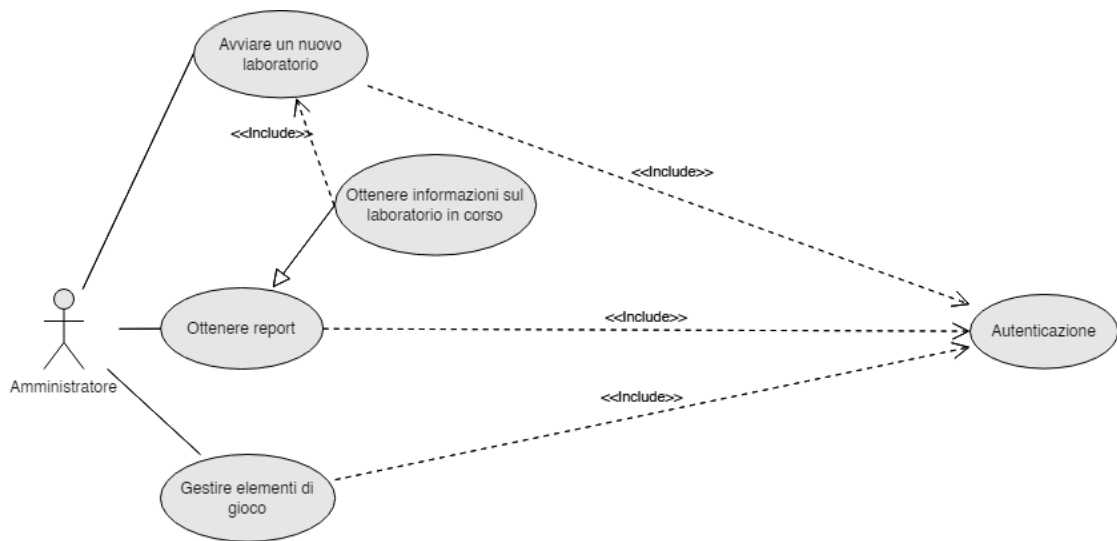 Avviare un nuovo
laboratorio
<<Include>>
Ottenere informazioni sul
laboratorio in corso
<<Include>>
Ottenere report
<<Include>>
Autenticazione
Amministratore
<<Include>>
Gestire elementi di
gioco